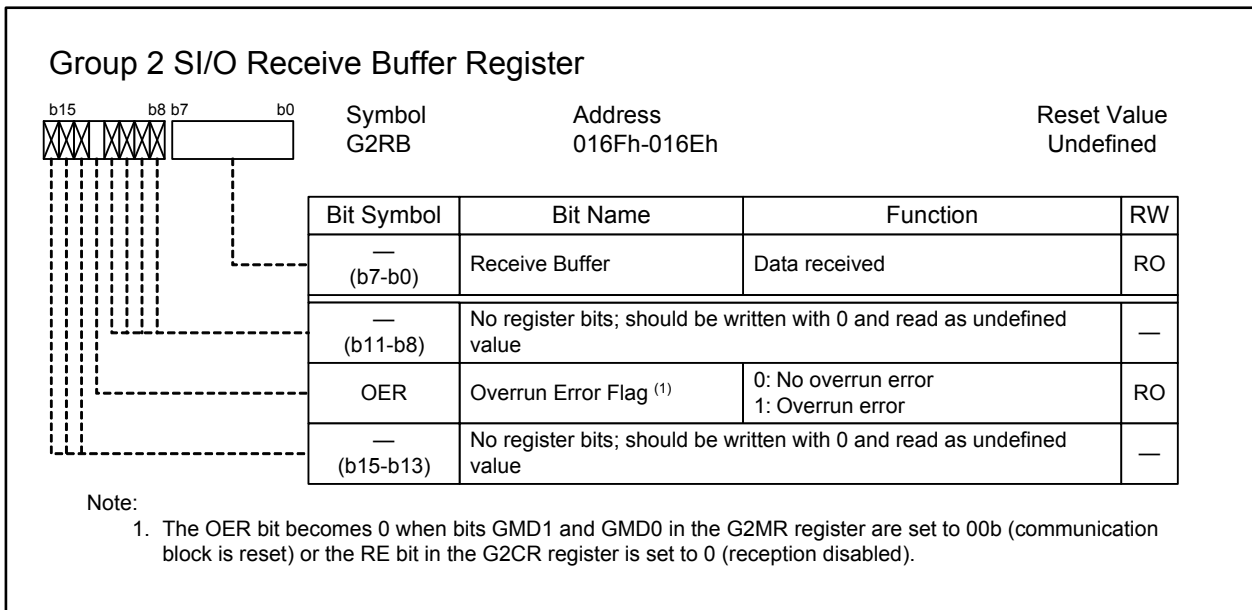 Group 2 SI/O Receive Buffer Register
b15 b8 b7 b0
Symbol Address Reset Value
G2RB 016Fh-016Eh Undefined
Bit Symbol Bit Name Function RW
—
(b7-b0) Receive Buffer Data received RO
—
(b11-b8) No register bits; should be written with 0 and read as undefined
value —
OER Overrun Error Flag (1) 0: No overrun error
1: Overrun error RO
—
(b15-b13) No register bits; should be written with 0 and read as undefined
value —
Note:
1. The OER bit becomes 0 when bits GMD1 and GMD0 in the G2MR register are set to 00b (communication
block is reset) or the RE bit in the G2CR register is set to 0 (reception disabled).